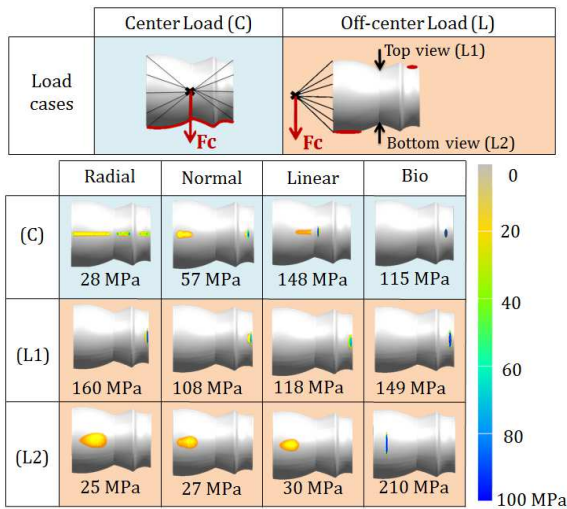 Center Load (C) Off-center Load (L)
Load cases
Fc
Top view (L1)
Fc
Bottom view (L2)
Radial Normal Linear Bio
(C)
28 MPa 57 MPa 148 MPa 115 MPa
(L1)
160 MPa 108 MPa 118 MPa 149 MPa
(L2)
25 MPa 27 MPa 30 MPa 210 MPa
0
20
40
60
80
100 MPa